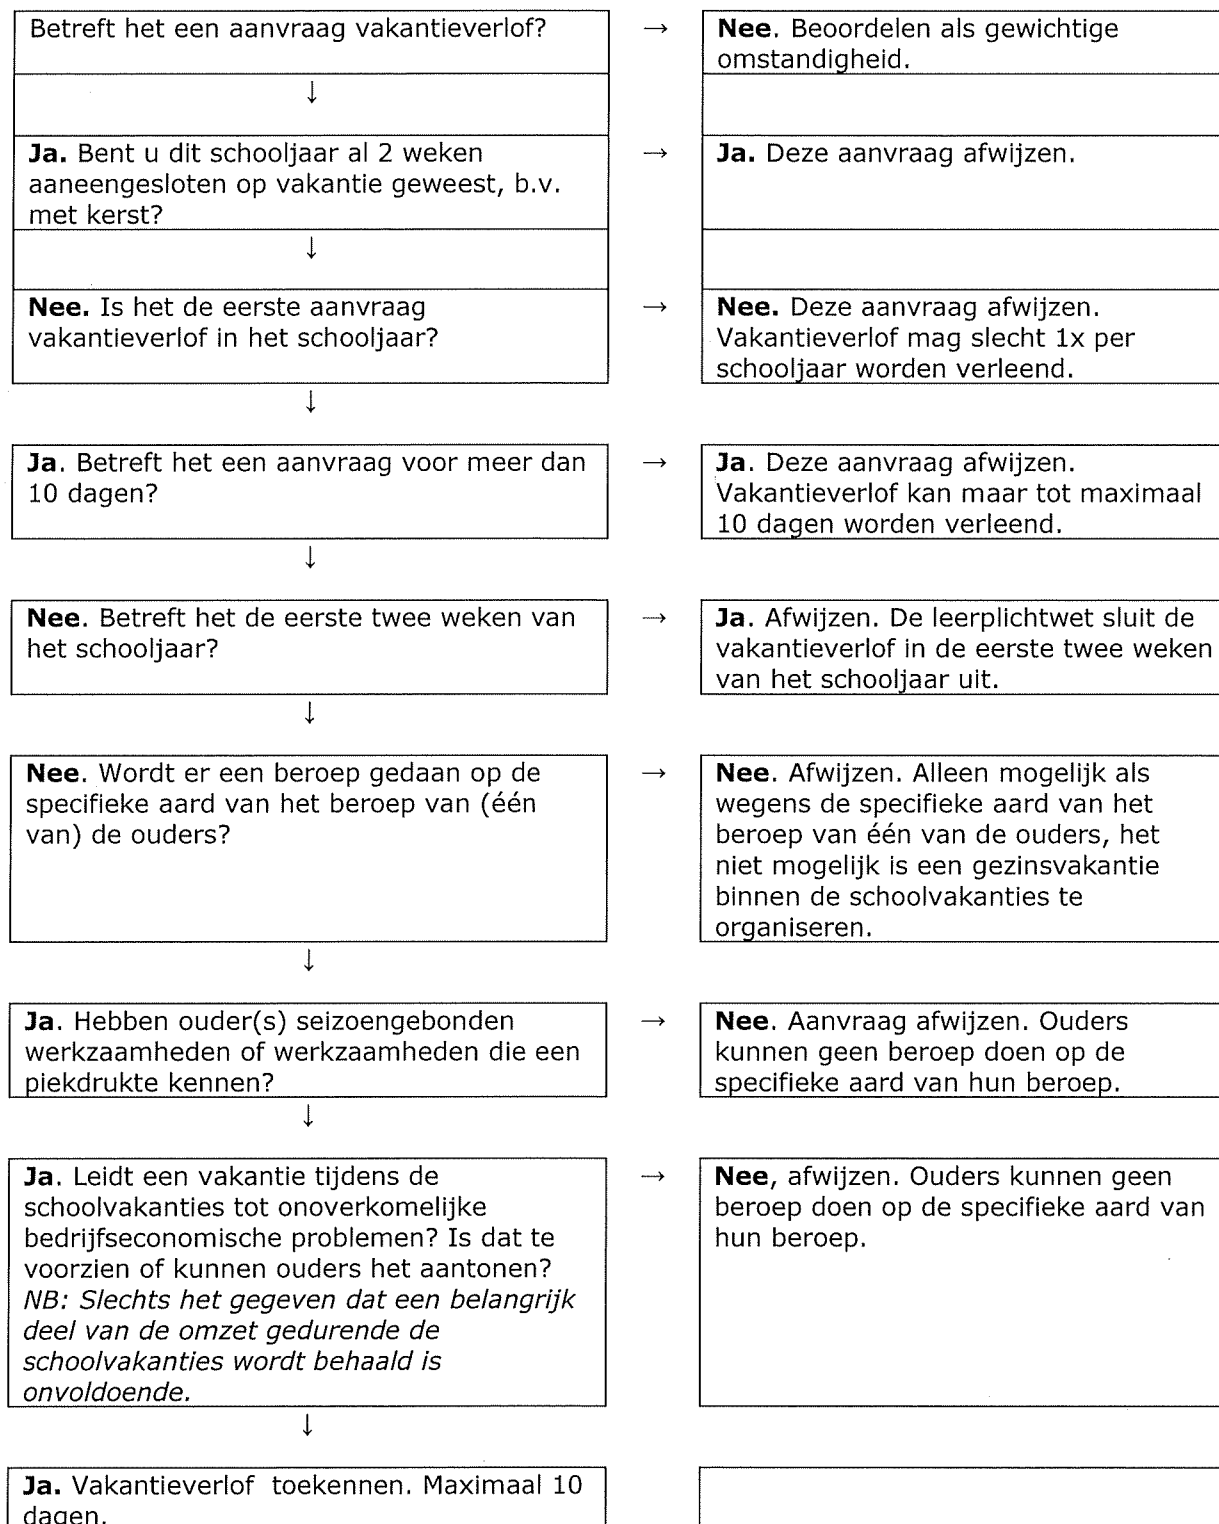 Betreft het een aanvraag vakantieverlof?
→
Nee. Beoordelen als gewichtige
omstandigheid.
↓
Ja. Bent u dit schooljaar al 2 weken
aaneengesloten op vakantie geweest, b.v.
met kerst?
→
Ja. Deze aanvraag afwijzen.
↓
Nee. Is het de eerste aanvraag
vakantieverlof in het schooljaar?
→
Nee. Deze aanvraag afwijzen.
Vakantieverlof mag slecht 1x per
schooljaar worden verleend.
↓
Ja. Betreft het een aanvraag voor meer dan
10 dagen?
→
Ja. Deze aanvraag afwijzen.
Vakantieverlof kan maar tot maximaal
10 dagen worden verleend.
↓
Nee. Betreft het de eerste twee weken van
het schooljaar?
→
Ja. Afwijzen. De leerplichtwet sluit de
vakantieverlof in de eerste twee weken
van het schooljaar uit.
↓
Nee. Wordt er een beroep gedaan op de
specifieke aard van het beroep van (één
van) de ouders?
→
Nee. Afwijzen. Alleen mogelijk als
wegens de specifieke aard van het
beroep van één van de ouders, het
niet mogelijk is een gezinsvakantie
binnen de schoolvakanties te
organiseren.
↓
Ja. Hebben ouder(s) seizoengebonden
werkzaamheden of werkzaamheden die een
piekdrukte kennen?
→
Nee. Aanvraag afwijzen. Ouders
kunnen geen beroep doen op de
specifieke aard van hun beroep.
↓
Ja. Leidt een vakantie tijdens de
schoolvakanties tot onoverkomelijke
bedrijfseconomische problemen? Is dat te
voorzien of kunnen ouders het aantonen?
NB: Slechts het gegeven dat een belangrijk
deel van de omzet gedurende de
schoolvakanties wordt behaald is
onvoldoende.
→
Nee, afwijzen. Ouders kunnen geen
beroep doen op de specifieke aard van
hun beroep.
↓
Ja. Vakantieverlof toekennen. Maximaal 10
dagen.